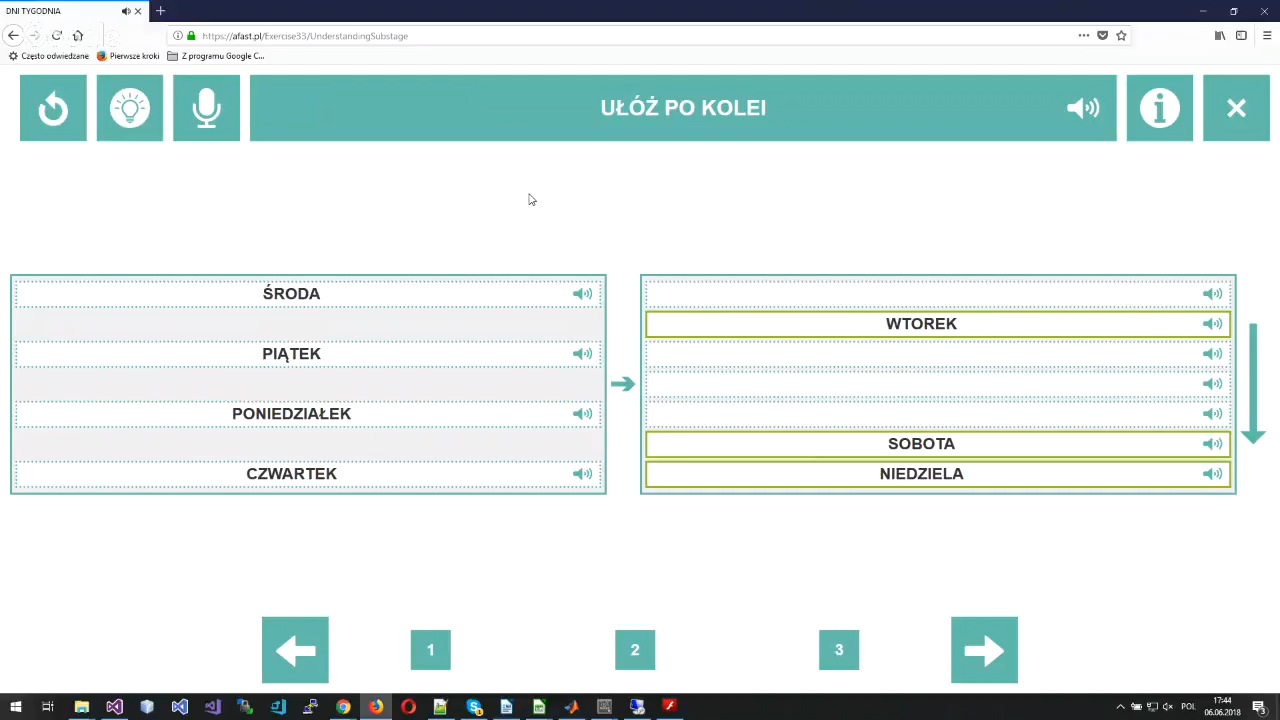 DNI TYGODNIA
https://afast.pl/Exercise33/UnderstandingSubstage
Często odwiedzane Pierwsze kroki Z programu Google C...
UŁÓŻ PO KOLEI
ŚRODA
WTOREK
PIĄTEK
PONIEDZIAŁEK
SOBOTA
CZWARTEK
NIEDZIELA
1 2 3
POL
17:44
06.06.2018
3